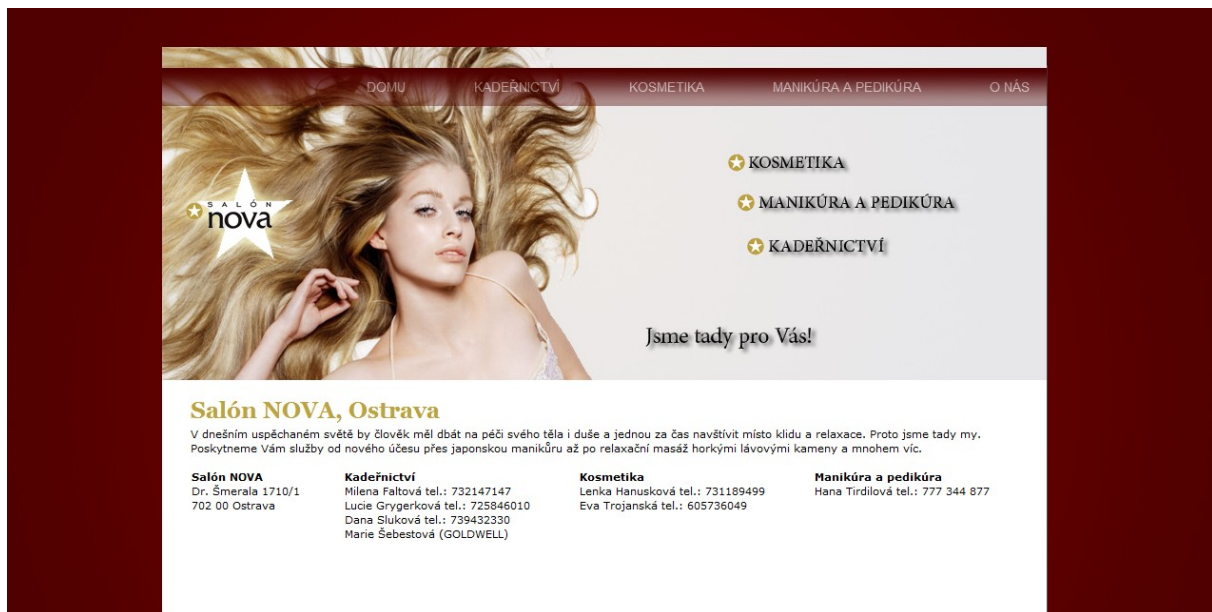 DOMU KADEŘNICTVÍ KOSMETIKA MANIKÚRA A PEDIKÚRA O NÁS
KOSMETIKA
MANIKÚRA A PEDIKÚRA
KADEŘNICTVÍ
SALÓN
nova
Jsme tady pro Vás!
Salón NOVA, Ostrava
V dnešním uspěchaném světě by člověk měl dbát na péči svého těla i duše a jednou za čas navštívit místo klidu a relaxace. Proto jsme tady my.
Poskytneme Vám služby od nového účesu přes japonskou manikůru až po relaxační masáž horkými lávovými kameny a mnohem víc.
Salón NOVA
Dr. Šmerala 1710/1
702 00 Ostrava
Kadeřnictví
Milena Faltová tel.: 732147147
Lucie Grygerková tel.: 725846010
Dana Sluková tel.: 739432330
Marie Šebestová (GOLDWELL)
Kosmetika
Lenka Hanusková tel.: 731189499
Eva Trojanská tel.: 605736049
Manikúra a pedikúra
Hana Tirdilová tel.: 777 344 877